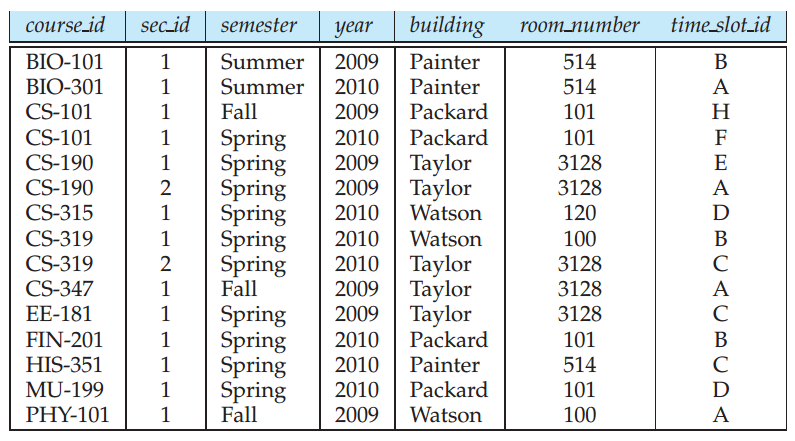 course_id sec_id semester year building room_number time_slot_id
BIO-101 1 Summer 2009 Painter 514 B
BIO-301 1 Summer 2010 Painter 514 A
CS-101 1 Fall 2009 Packard 101 H
CS-101 1 Spring 2010 Packard 101 F
CS-190 1 Spring 2009 Taylor 3128 E
CS-190 2 Spring 2009 Taylor 3128 A
CS-315 1 Spring 2010 Watson 120 D
CS-319 1 Spring 2010 Watson 100 B
CS-319 2 Spring 2010 Taylor 3128 C
CS-347 1 Fall 2009 Taylor 3128 A
EE-181 1 Spring 2009 Taylor 3128 C
FIN-201 1 Spring 2010 Packard 101 B
HIS-351 1 Spring 2010 Painter 514 C
MU-199 1 Spring 2010 Packard 101 D
PHY-101 1 Fall 2009 Watson 100 A